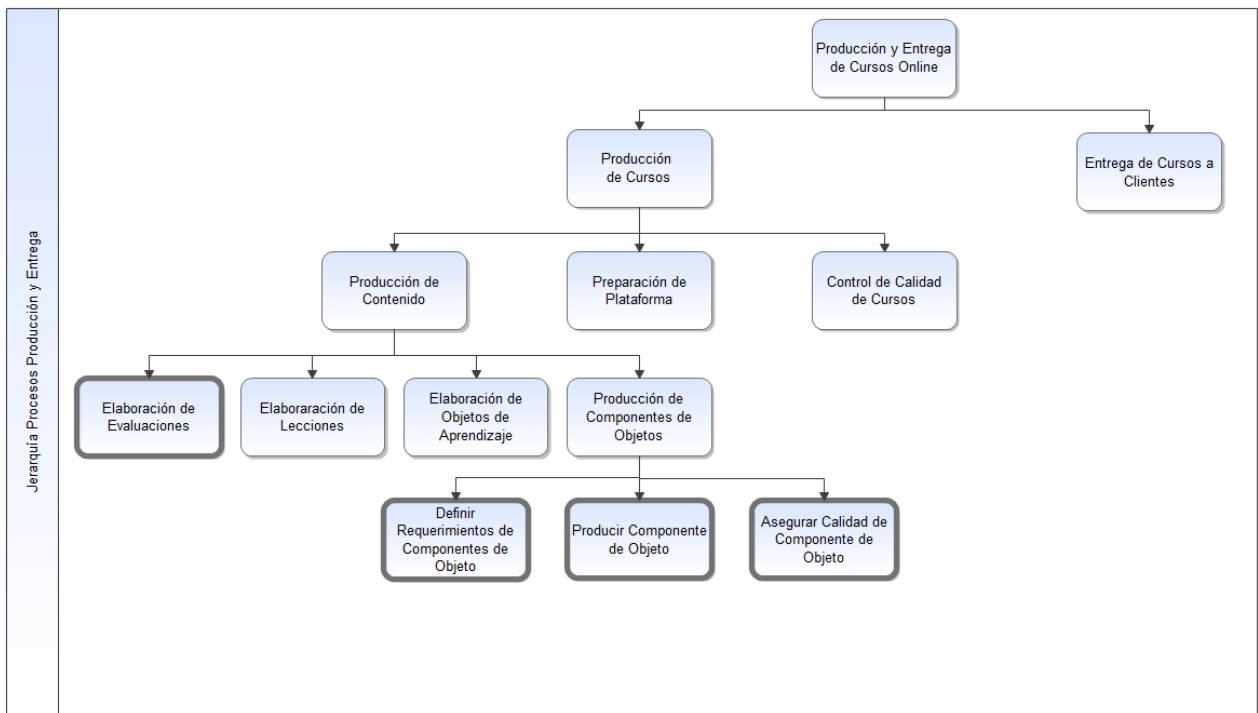 Jerarquía Procesos Producción y Entrega
Producción y Entrega
de Cursos Online
Producción
de Cursos
Entrega de Cursos a
Clientes
Producción de
Contenido
Preparación de
Plataforma
Control de Calidad
de Cursos
Elaboración de
Evaluaciones
Elaboraración de
Lecciones
Elaboración de
Objetos de
Aprendizaje
Producción de
Componentes de
Objetos
Definir
Requerimientos de
Componentes de
Objeto
Producir Componente
de Objeto
Asegurar Calidad de
Componente de
Objeto